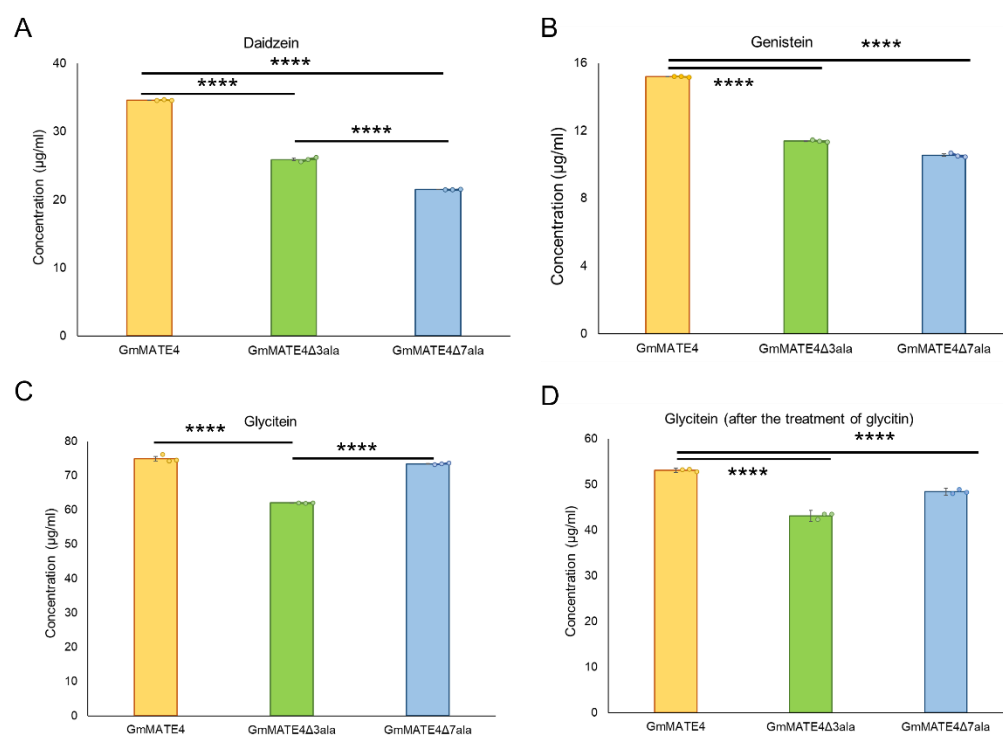 A
Daidzein
****
****
****
Concentration (µg/ml)
40
30
20
10
0
GmMATE4
GmMATE4Δ3ala
GmMATE4Δ7ala
B
Genistein
****
****
Concentration (µg/ml)
16
12
8
4
0
GmMATE4
GmMATE4Δ3ala
GmMATE4Δ7ala
C
Glycitein
****
****
Concentration (µg/ml)
80
70
60
50
40
30
20
10
0
GmMATE4
GmMATE4Δ3ala
GmMATE4Δ7ala
D
Glycitein (after the treatment of glycitin)
****
****
Concentration (µg/ml)
60
50
40
30
20
10
0
GmMATE4
GmMATE4Δ3ala
GmMATE4Δ7ala